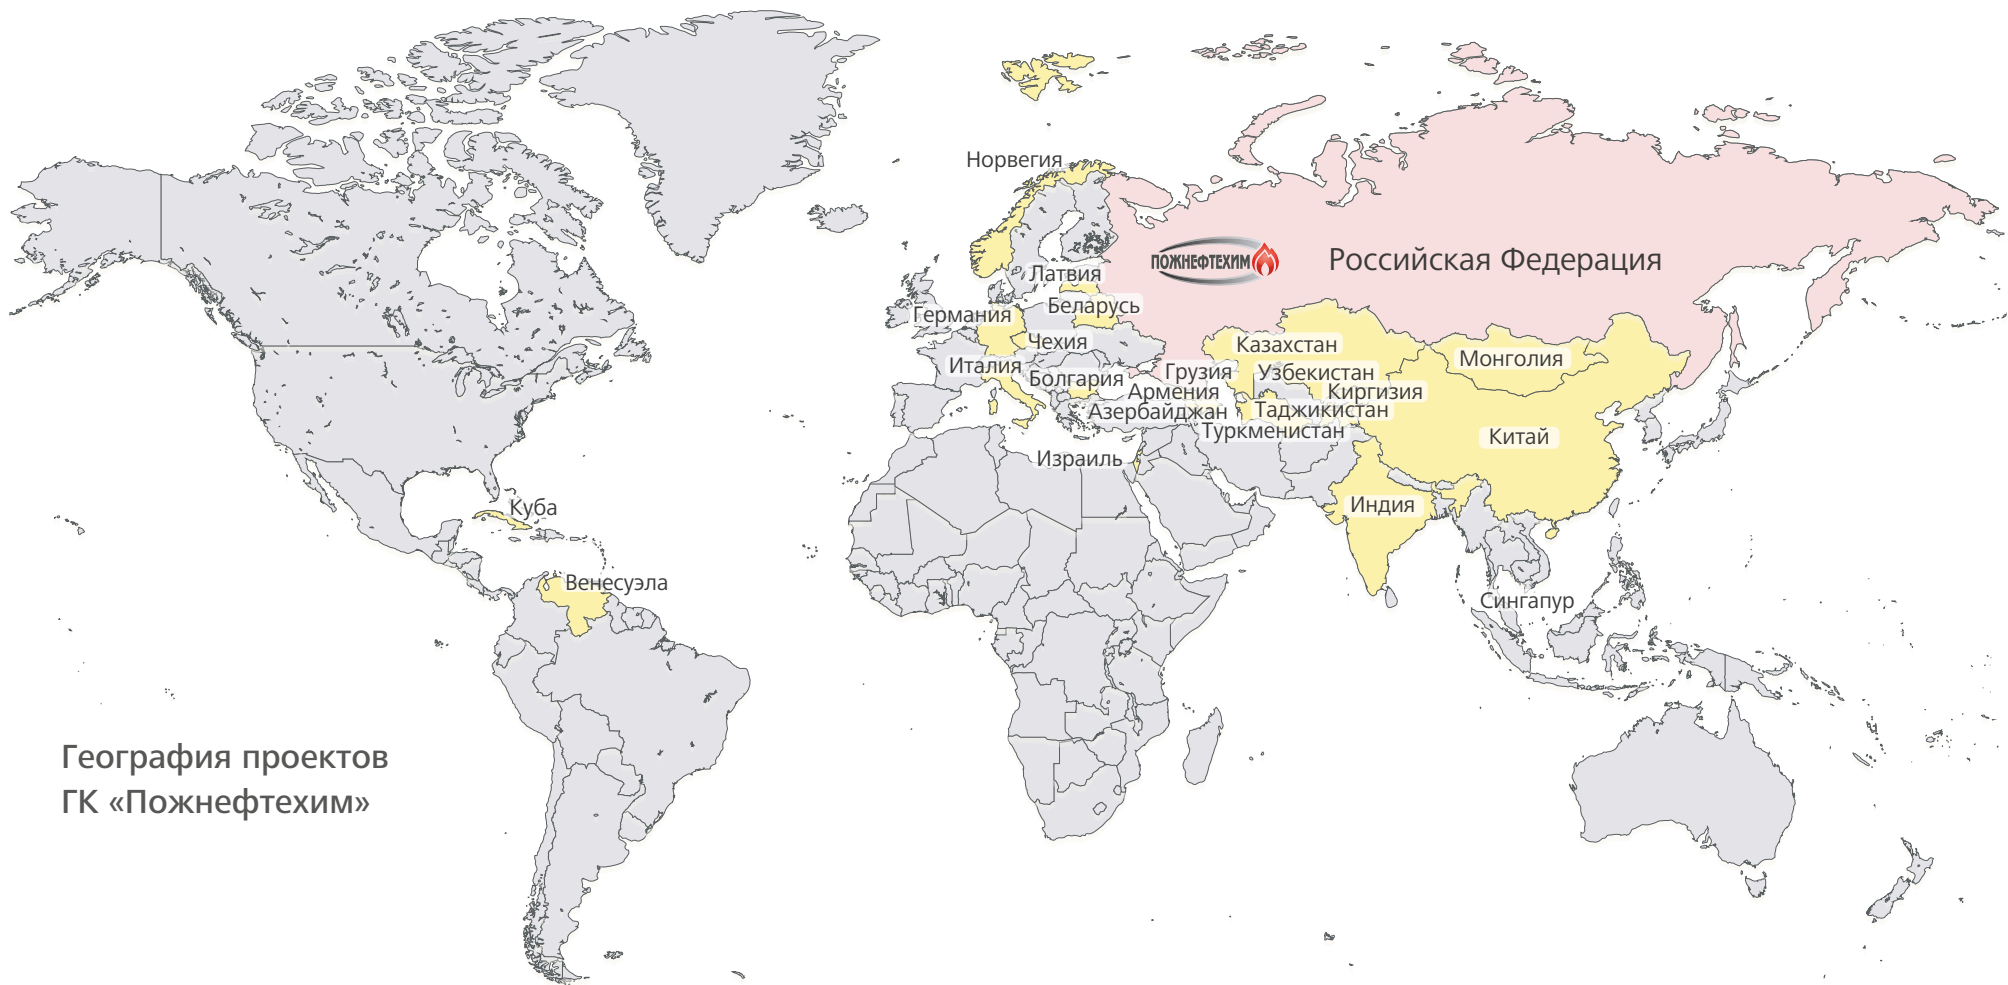 Норвегия
ПОЖНЕФТЕХИМ
Российская Федерация
Латвия
Беларусь
Германия
Чехия
Казахстан
Монголия
Италия
Грузия
Узбекистан
Болгария
Армения
Киргизия
Азербайджан
Таджикистан
Туркменистан
Китай
Израиль
Индия
Куба
Венесуэла
Сингапур
География проектов
ГК «Пожнефтехим»